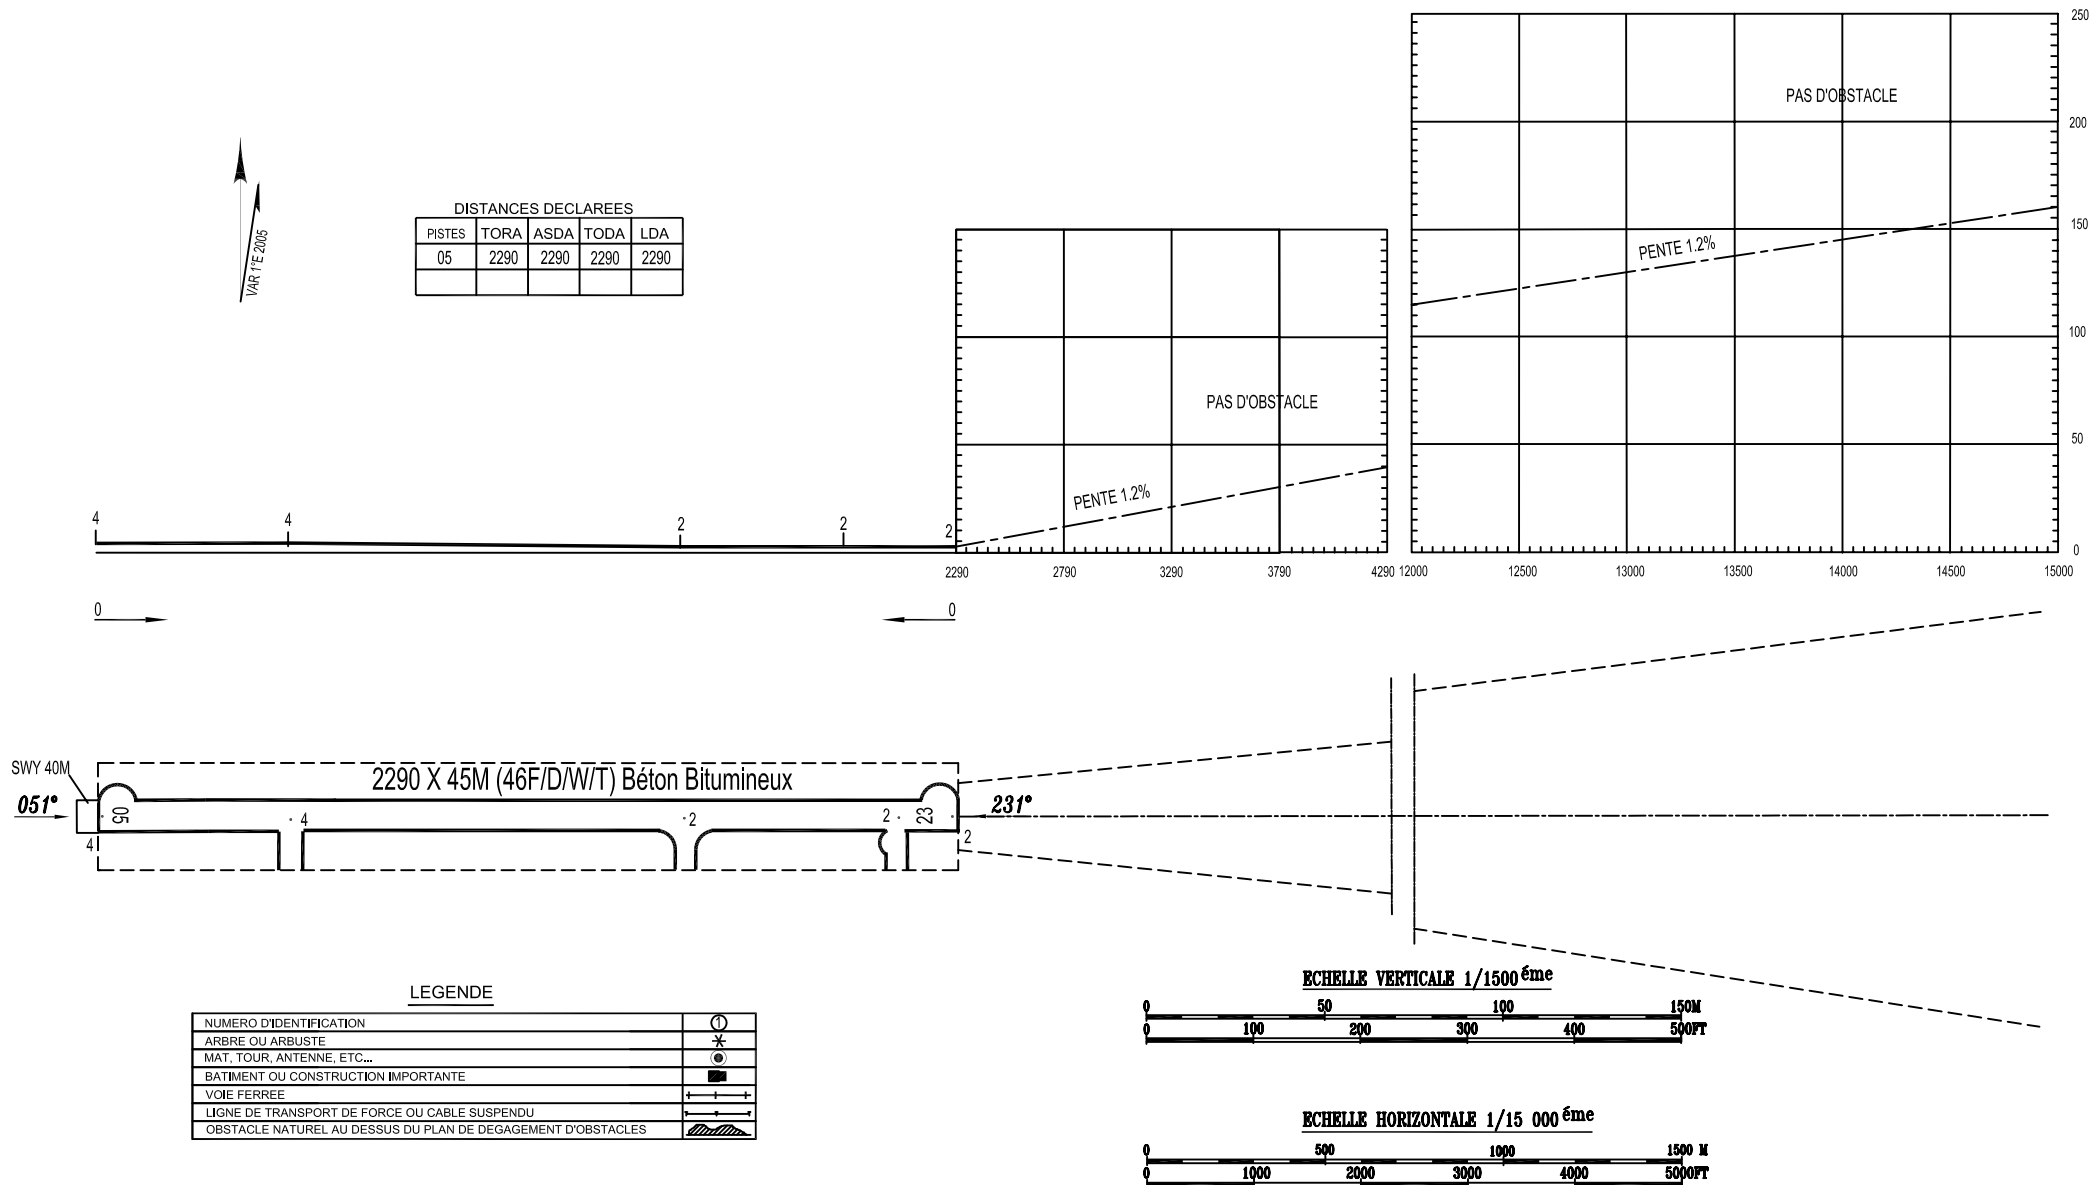 250
PAS D'OBSTACLE
200
VAR 1°E 2005
DISTANCES DECLAREES
PISTES TORA ASDA TODA LDA
05 2290 2290 2290 2290
150
PENTE 1.2%
100
PAS D'OBSTACLE
50
PENTE 1.2%
4 4 2 2 2
0
2290 2790 3290 3790 4290 12000 12500 13000 13500 14000 14500 15000
0 0
SWY 40M
2290 X 45M (46F/D/W/T) Béton Bitumineux
051° 05 4 2 2 23 231°
4 2
LEGENDE
NUMERO D'IDENTIFICATION 1
ARBRE OU ARBUSTE
MAT, TOUR, ANTENNE, ETC...
BATIMENT OU CONSTRUCTION IMPORTANTE
VOIE FERREE
LIGNE DE TRANSPORT DE FORCE OU CABLE SUSPENDU
OBSTACLE NATUREL AU DESSUS DU PLAN DE DEGAGEMENT D'OBSTACLES
ECHELLE VERTICALE 1/1500 éme
0 50 100 150M
0 100 200 300 400 500FT
ECHELLE HORIZONTALE 1/15 000 éme
0 500 1000 1500 M
0 1000 2000 3000 4000 5000FT